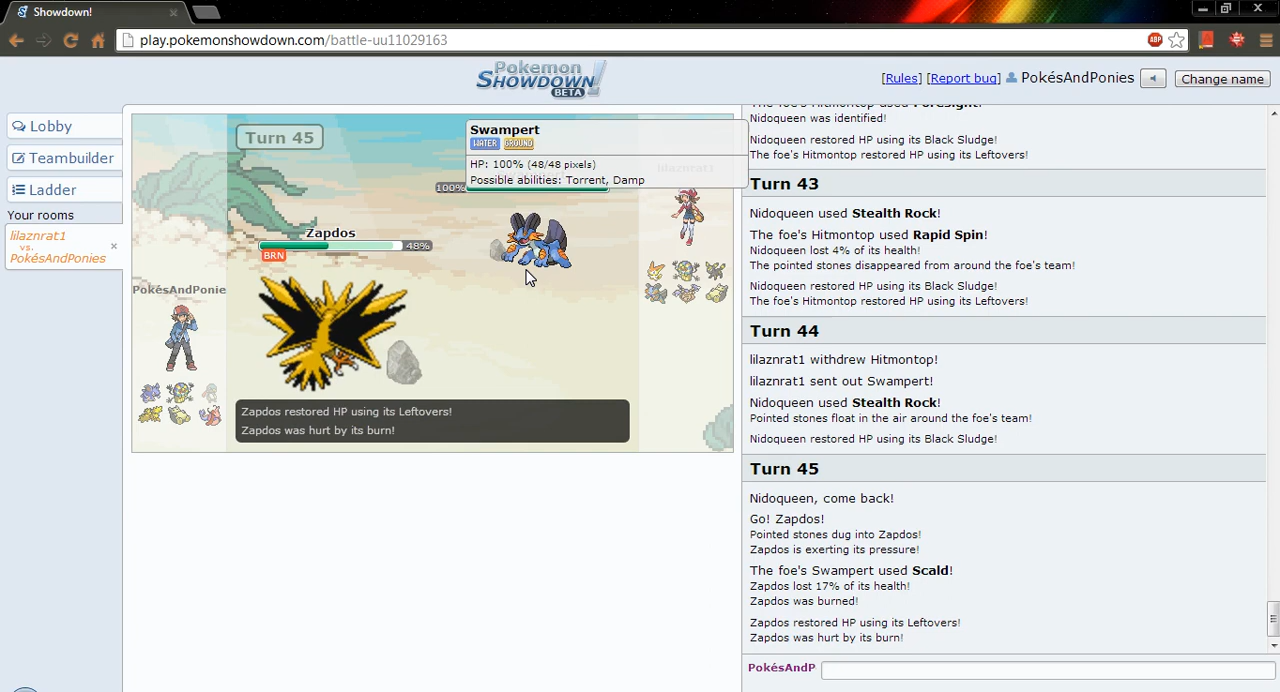 Showdown!
play.pokemonshowdown.com/battle-uu11029163
ABP
Pokemon
SHOWDOWN!
BETA
[Rules] [Report bug] PokésAndPonies Change name
Lobby
Teambuilder
Ladder
Your rooms
lilaznrat1
vs.
PokésAndPonies
Turn 45
Swampert
WATER GROUND
HP: 100% (48/48 pixels)
Possible abilities: Torrent, Damp
100%
lilaznrat1
Zapdos
48%
BRN
PokésAndPonie
Zapdos restored HP using its Leftovers!
Zapdos was hurt by its burn!
The foe's Hitmontop used Foresight!
Nidoqueen was identified!
Nidoqueen restored HP using its Black Sludge!
The foe's Hitmontop restored HP using its Leftovers!
Turn 43
Nidoqueen used Stealth Rock!
The foe's Hitmontop used Rapid Spin!
Nidoqueen lost 4% of its health!
The pointed stones disappeared from around the foe's team!
Nidoqueen restored HP using its Black Sludge!
The foe's Hitmontop restored HP using its Leftovers!
Turn 44
lilaznrat1 withdrew Hitmontop!
lilaznrat1 sent out Swampert!
Nidoqueen used Stealth Rock!
Pointed stones float in the air around the foe's team!
Nidoqueen restored HP using its Black Sludge!
Turn 45
Nidoqueen, come back!
Go! Zapdos!
Pointed stones dug into Zapdos!
Zapdos is exerting its pressure!
The foe's Swampert used Scald!
Zapdos lost 17% of its health!
Zapdos was burned!
Zapdos restored HP using its Leftovers!
Zapdos was hurt by its burn!
PokésAndP